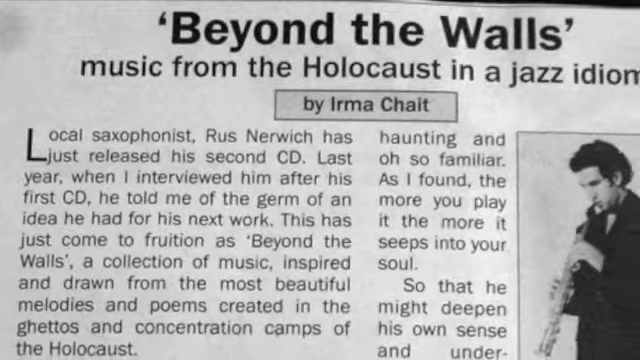 'Beyond the Walls'
music from the Holocaust in a jazz idiom
by Irma Chait
Local saxophonist, Rus Nerwich has
just released his second CD. Last
year, when I interviewed him after his
first CD, he told me of the germ of an
idea he had for his next work. This has
just come to fruition as 'Beyond the
Walls', a collection of music, inspired
and drawn from the most beautiful
melodies and poems created in the
ghettos and concentration camps of
the Holocaust.
haunting and
oh so familiar.
As I found, the
more you play
it the more it
seeps into your
soul.
So that he
might deepen
his own sense
and under-